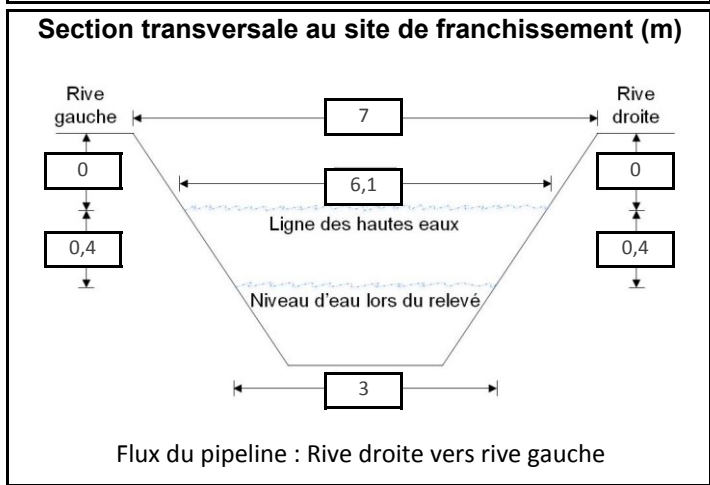 Section transversale au site de franchissement (m)
Rive
gauche
7
Rive
droite
0
6,1
0
Ligne des hautes eaux
0,4
0,4
Niveau d'eau lors du relevé
3
Flux du pipeline : Rive droite vers rive gauche